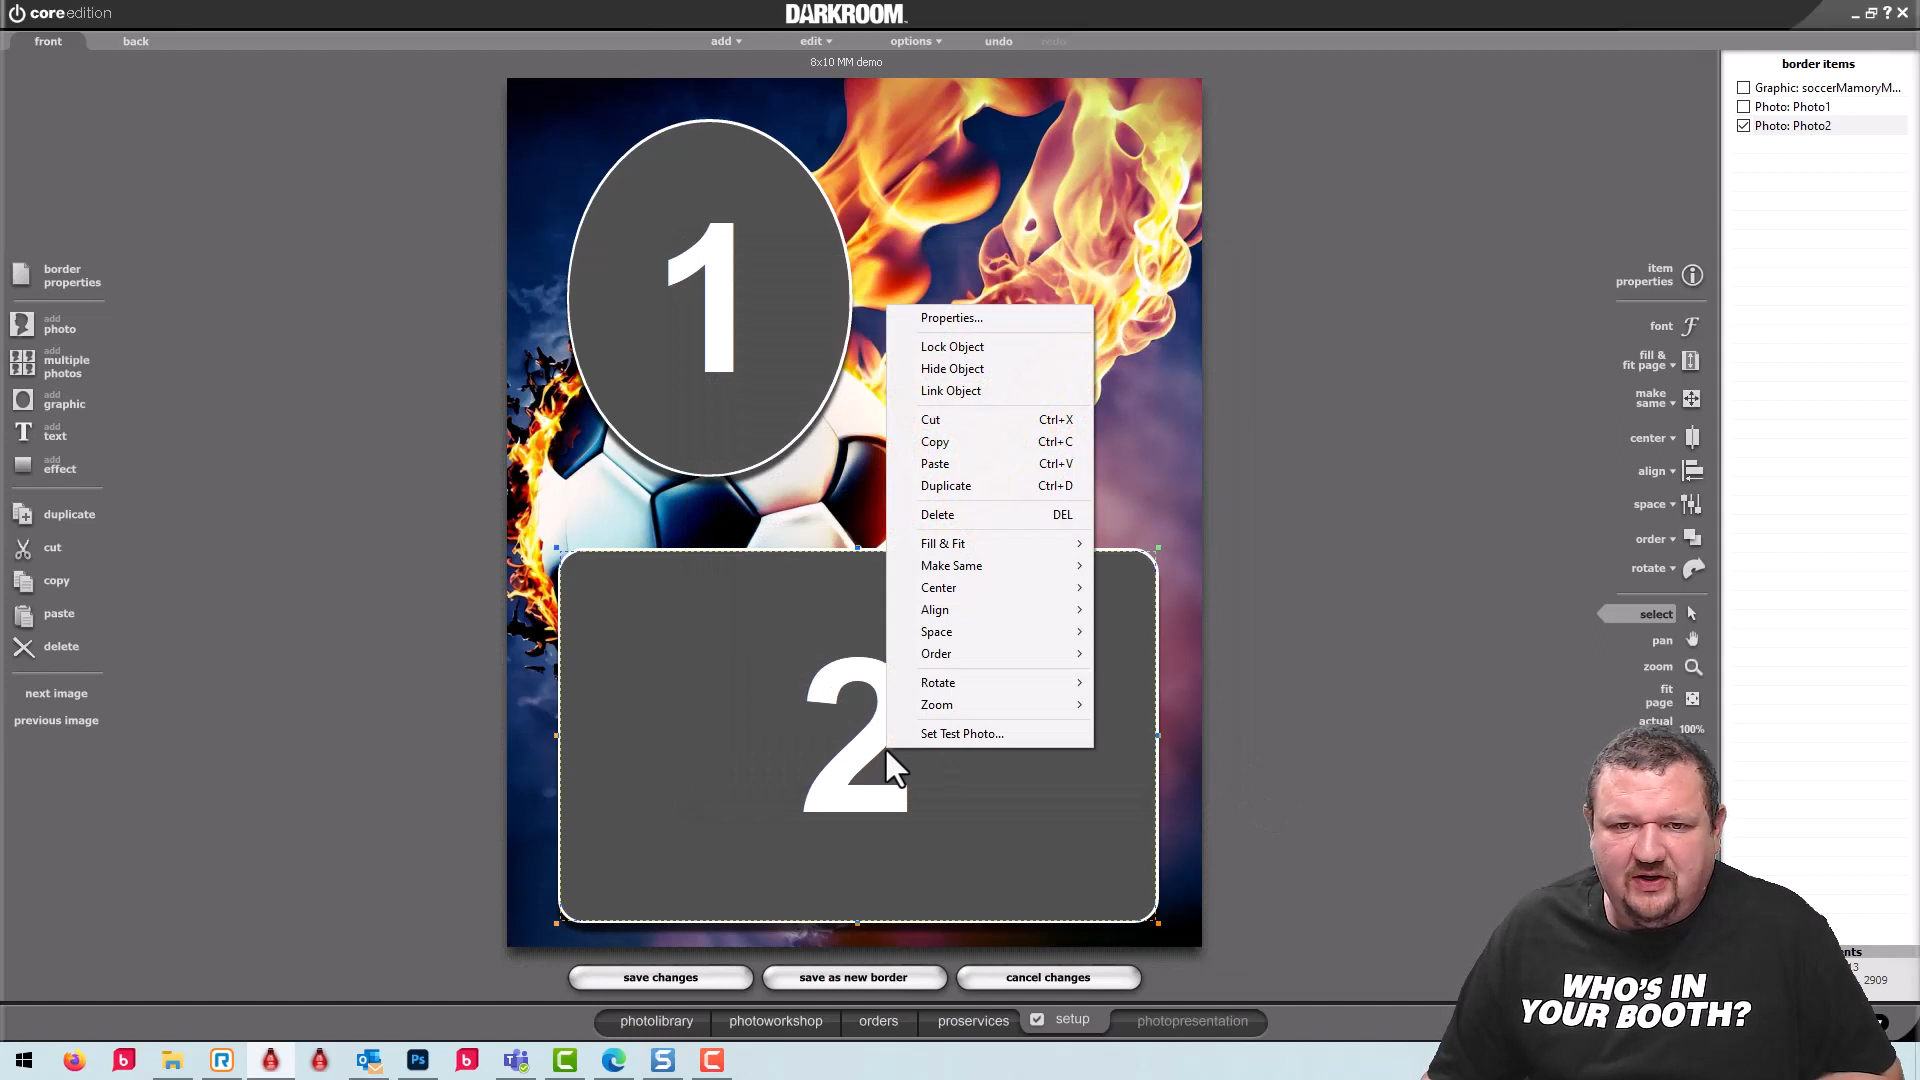 coreedition
DARKROOM
front
back
add
edit
options
undo
redo
8x10 MM demo
border items
Graphic: soccerMamoryM...
Photo: Photo1
Photo: Photo2
border
properties
add
photo
add
multiple
photos
add
graphic
add
text
add
effect
duplicate
cut
copy
paste
delete
next image
previous image
1
2
Properties...
Lock Object
Hide Object
Link Object
Cut Ctrl+X
Copy Ctrl+C
Paste Ctrl+V
Duplicate Ctrl+D
Delete DEL
Fill & Fit
Make Same
Center
Align
Space
Order
Rotate
Zoom
Set Test Photo...
item
properties
font
fill &
fit page
make
same
center
align
space
order
rotate
select
pan
zoom
fit
page
actual
100%
2909
WHO'S IN
YOUR BOOTH?
save changes
save as new border
cancel changes
photolibrary
photoworkshop
orders
proservices
setup
photopresentation